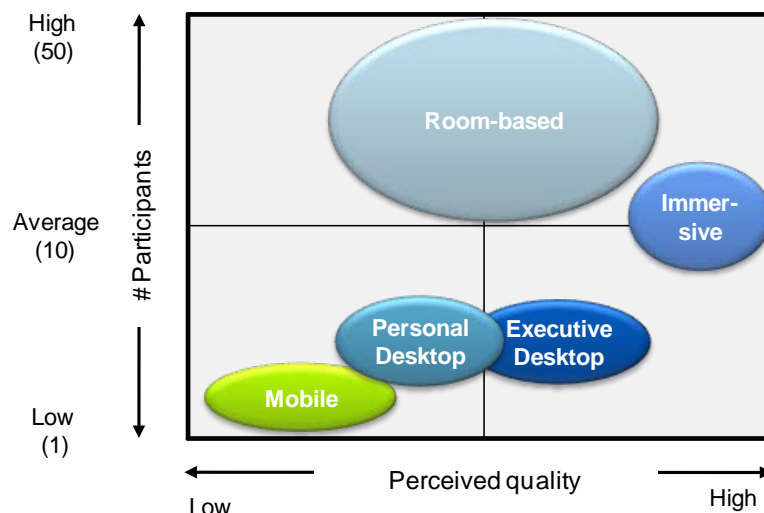 High
(50)
Room-based
# Participants
Average
(10)
Immer-
sive
Personal
Desktop
Executive
Desktop
Mobile
Low
(1)
Perceived quality
Low
High